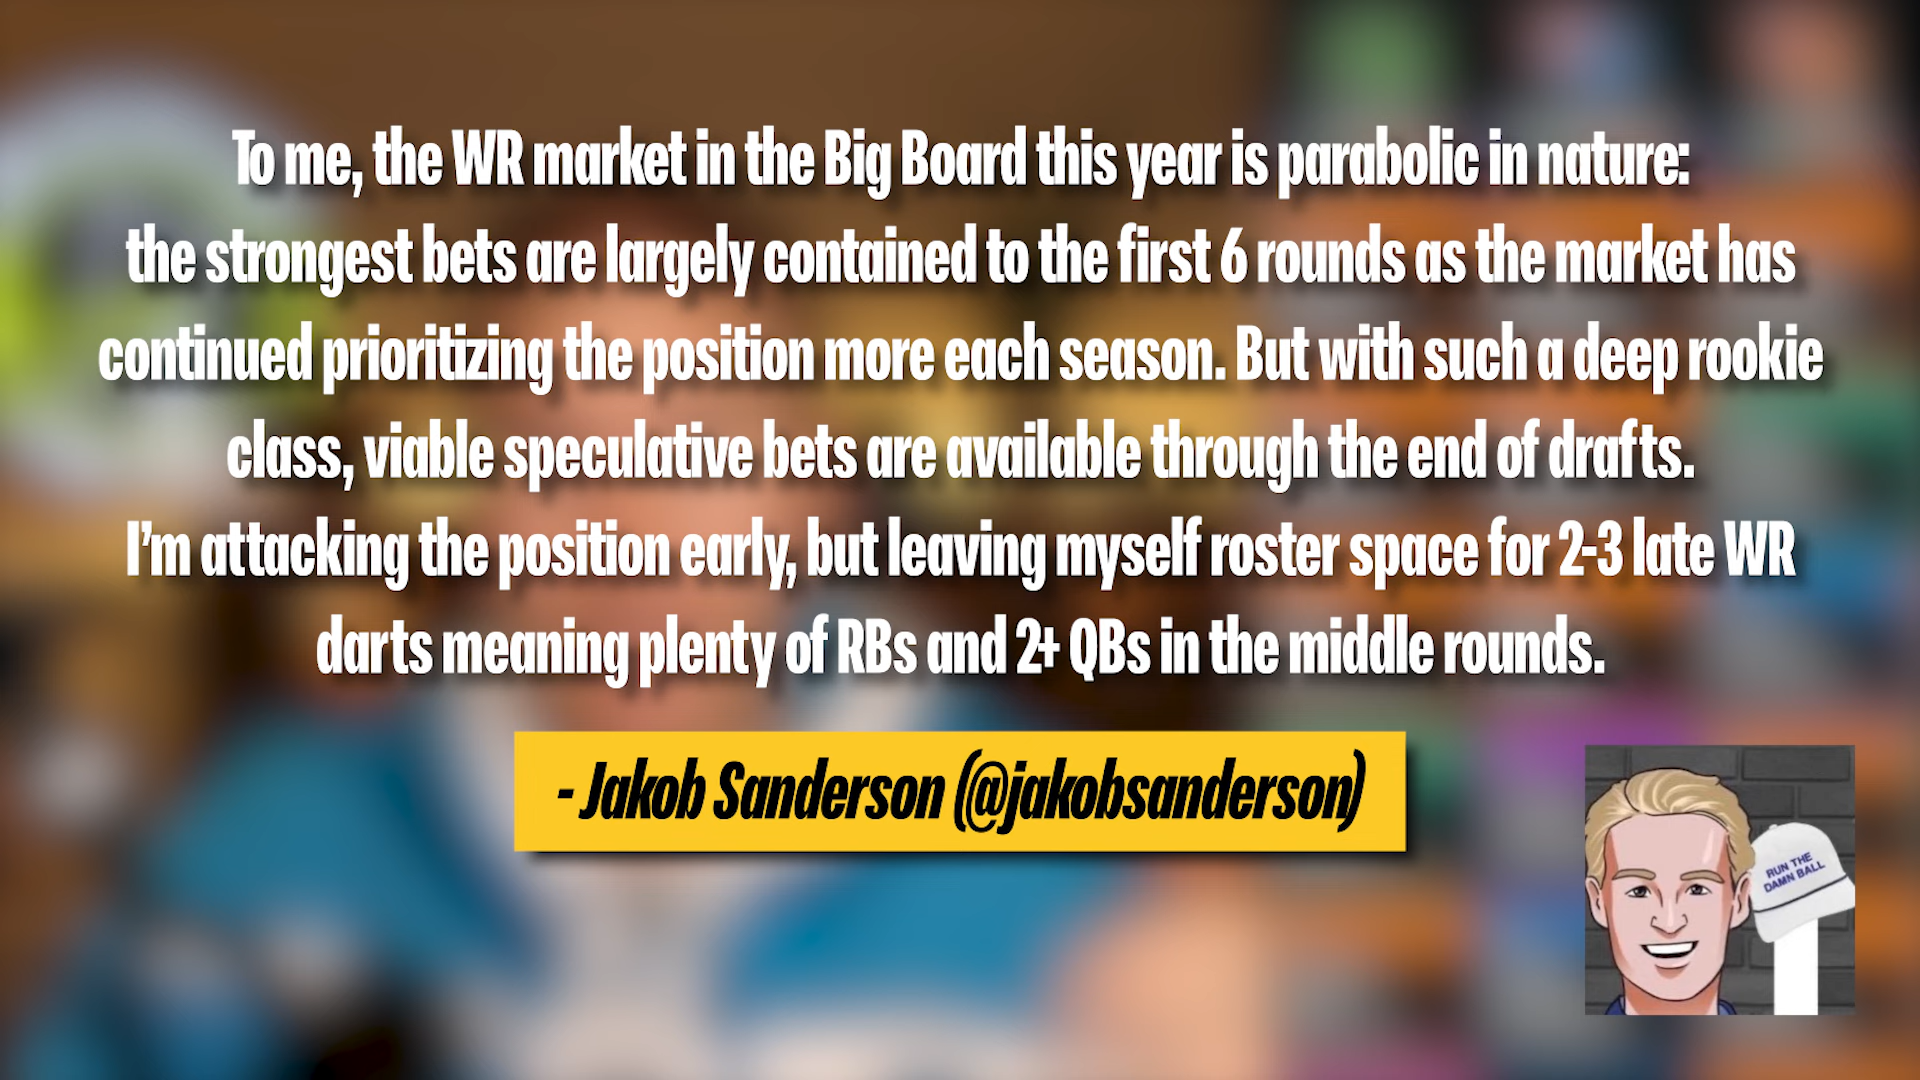 To me, the WR market in the Big Board this year is parabolic in nature:
the strongest bets are largely contained to the first 6 rounds as the market has
continued prioritizing the position more each season. But with such a deep rookie
class, viable speculative bets are available through the end of drafts.
I'm attacking the position early, but leaving myself roster space for 2-3 late WR
darts meaning plenty of RBs and 2+ QBs in the middle rounds.
- Jakob Sanderson (@jakobsanderson)
RUN THE
DAMN BALL